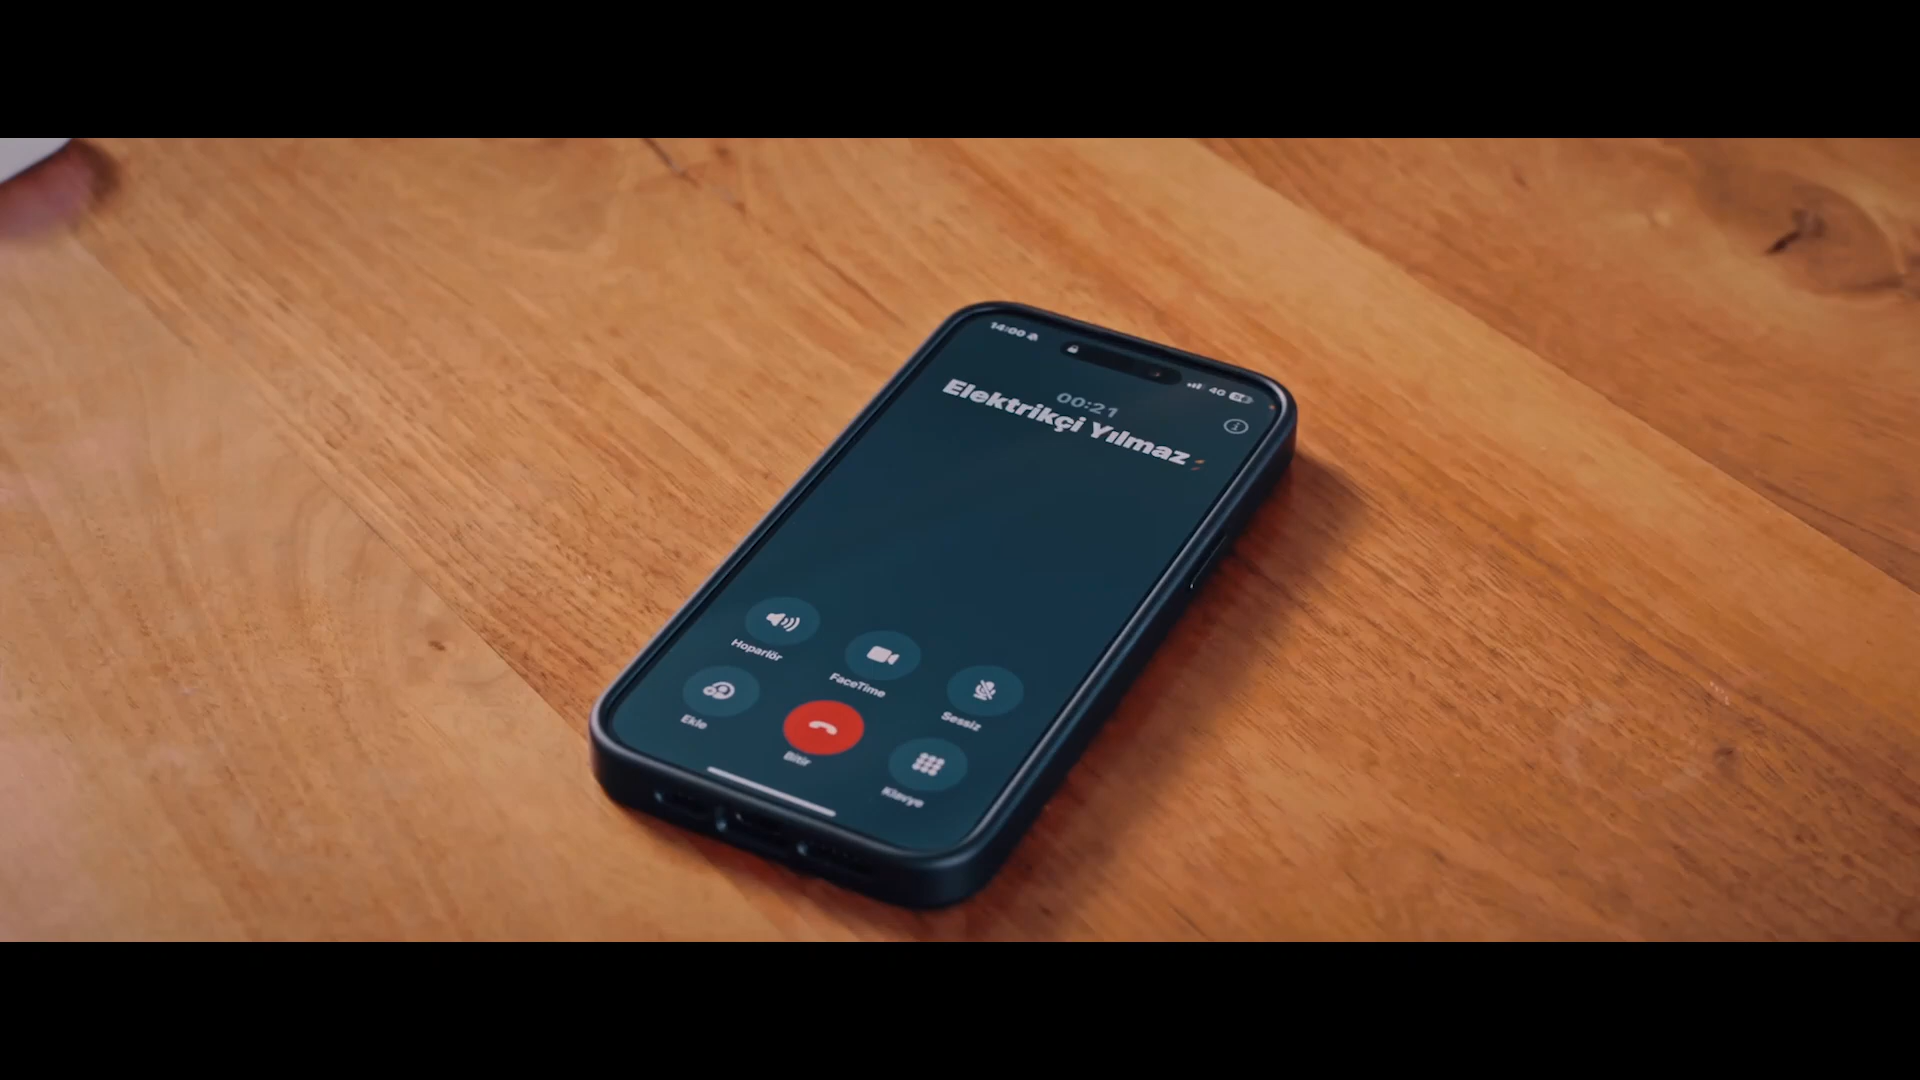 14:00
4G
00:21
Elektrikçi Yılmaz
Hoparlör
FaceTime
Sessiz
Ekle
Bitir
Klavye